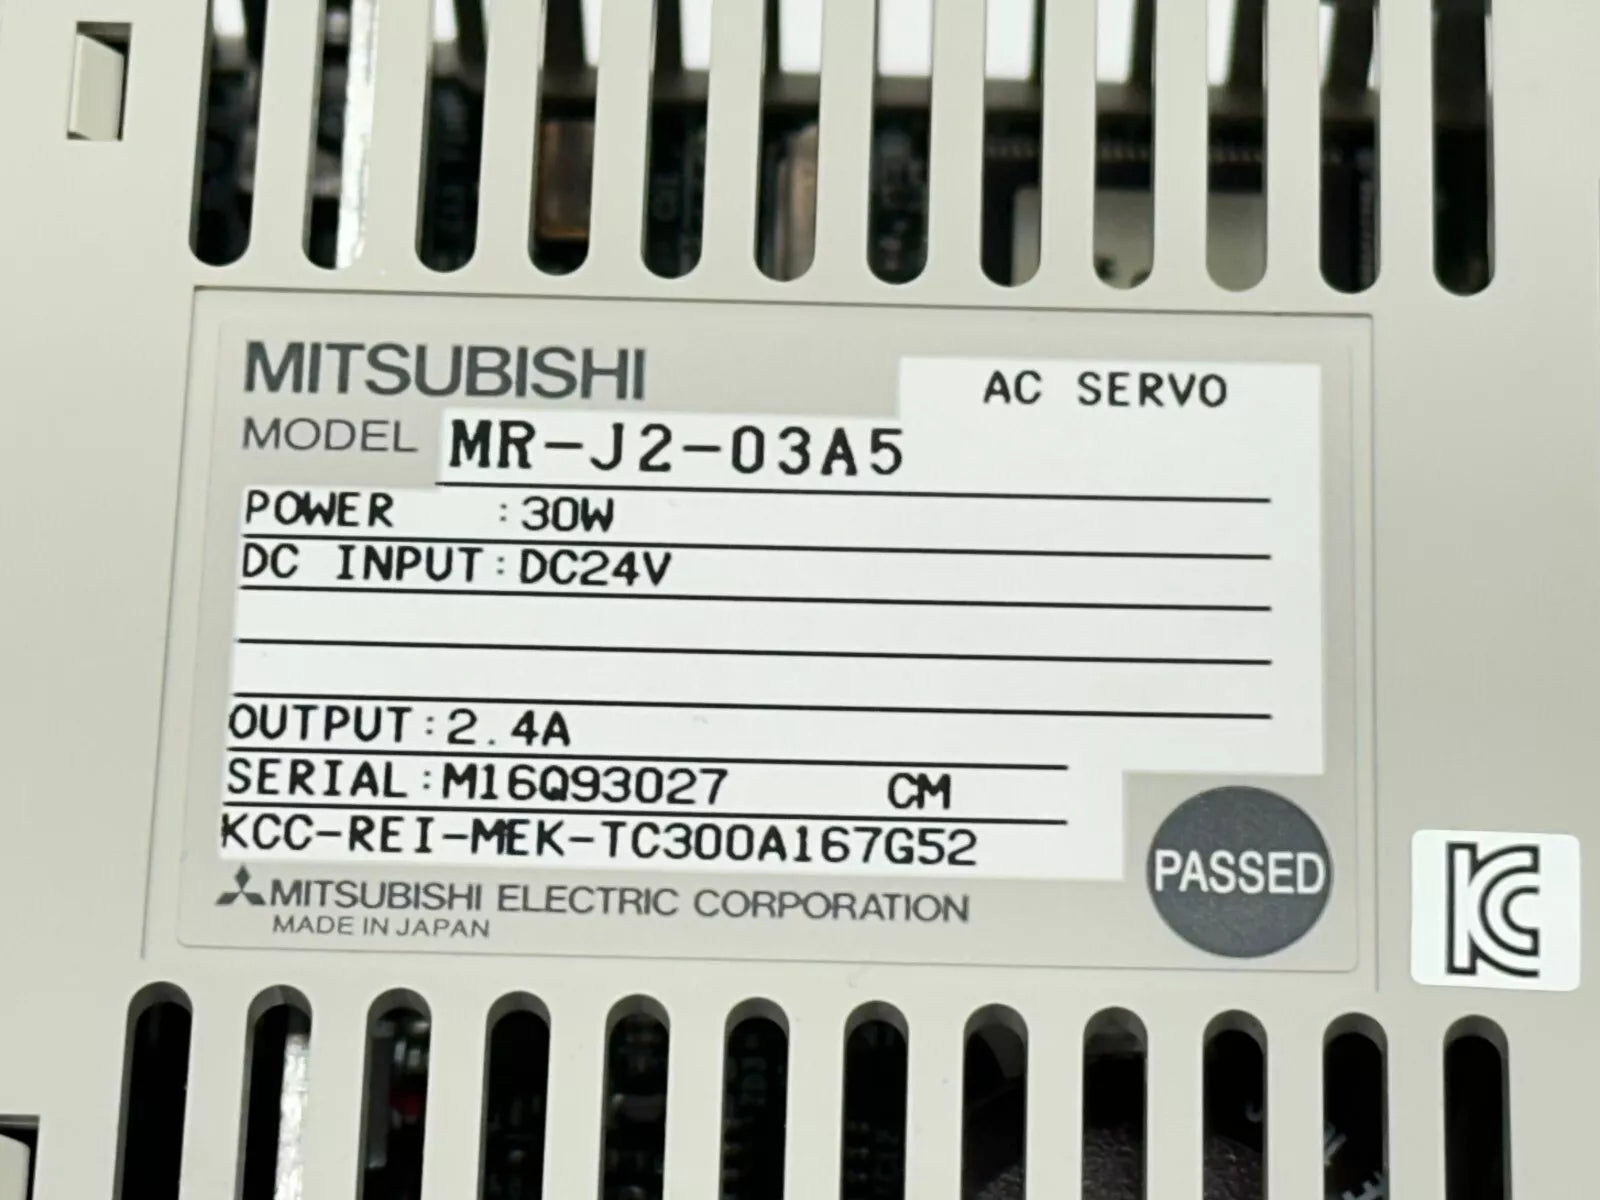 MITSUBISHI
AC SERVO
MODEL MR-J2-03A5
POWER :30W
DC INPUT:DC24V
OUTPUT:2.4A
SERIAL:M16Q93027 CM
KCC-REI-MEK-TC300A167G52
MITSUBISHI ELECTRIC CORPORATION
MADE IN JAPAN
PASSED